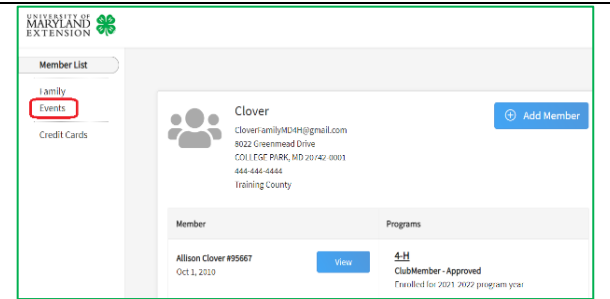 UNIVERSITY OF
MARYLAND
EXTENSION
Member List
Family
Events
Credit Cards
Clover
CloverFamilyMD4H@gmail.com
8022 Greenmead Drive
COLLEGE PARK, MD 20742-0001
444-444-4444
Training County
Add Member
Member
Programs
Allison Clover #95667
Oct 1, 2010
View
4-H
ClubMember - Approved
Enrolled for 2021-2022 program year